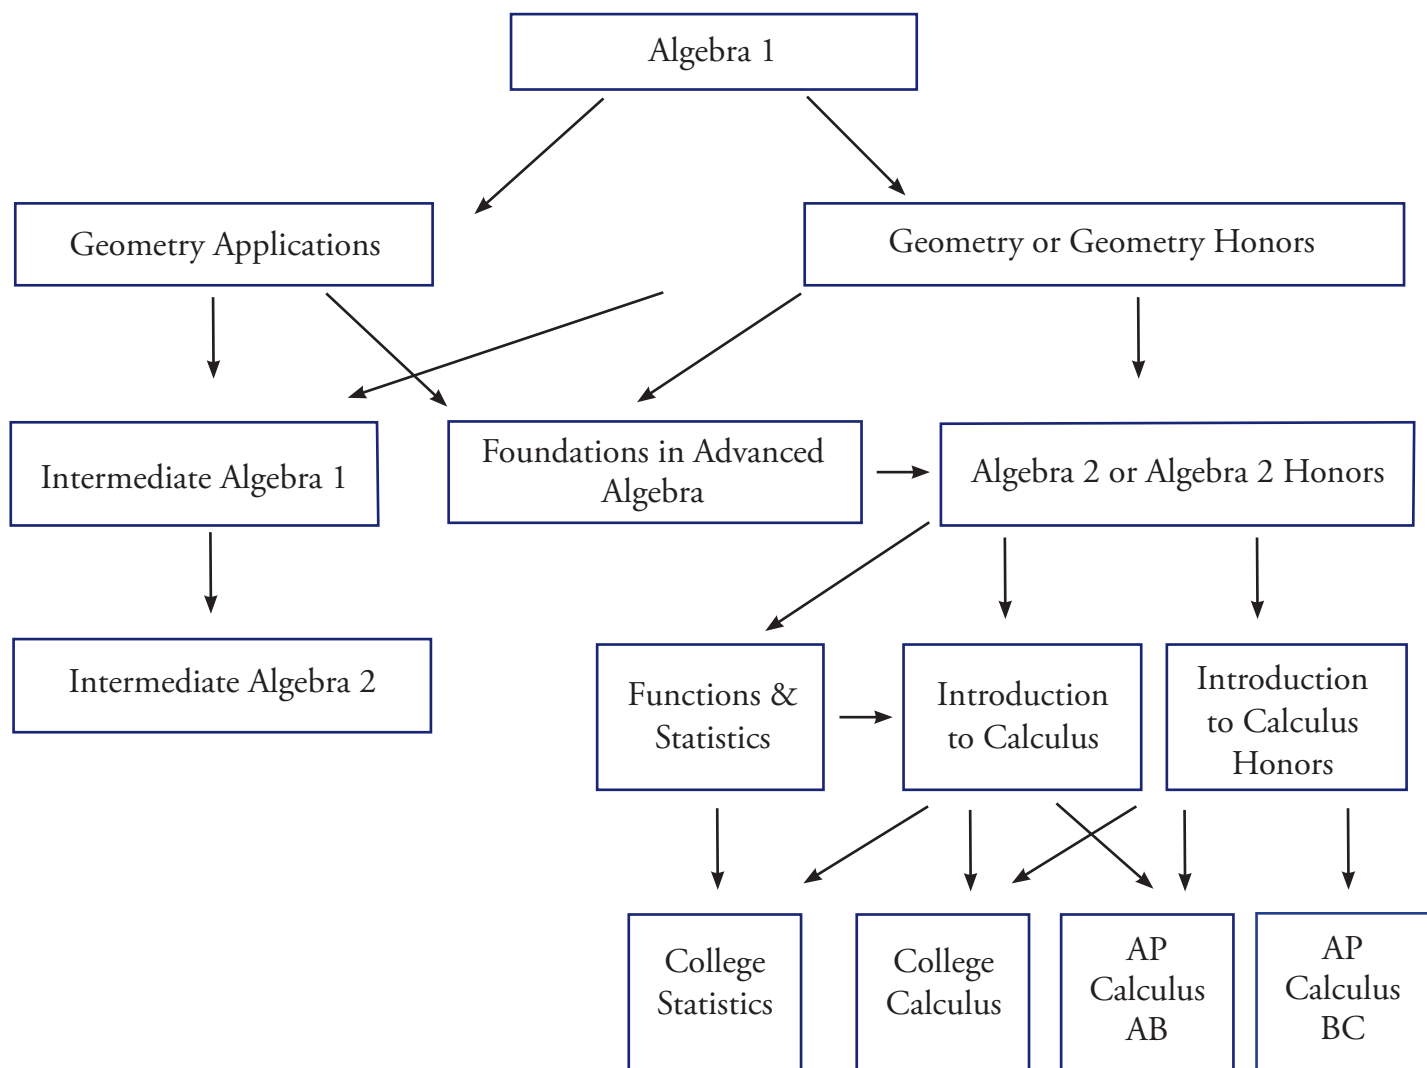 Algebra 1
Geometry Applications
Geometry or Geometry Honors
Intermediate Algebra 1
Foundations in Advanced
Algebra
Algebra 2 or Algebra 2 Honors
Intermediate Algebra 2
Functions &
Statistics
Introduction
to Calculus
Introduction
to Calculus
Honors
College
Statistics
College
Calculus
AP
Calculus
AB
AP
Calculus
BC